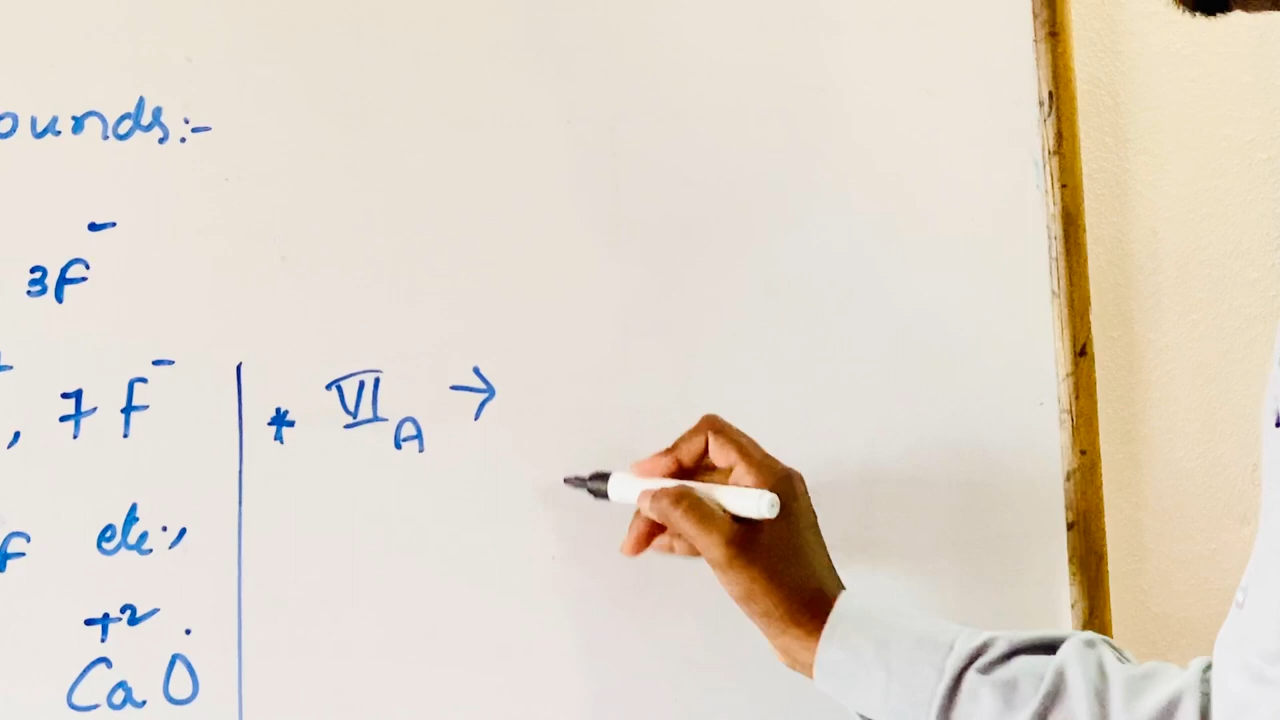 ounds:-
3F⁻
, 7F⁻
* VI_A →
F etc.,
+2
CaO